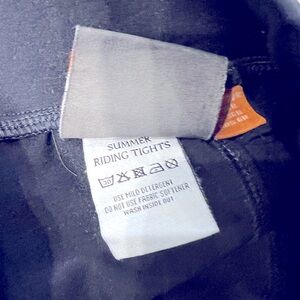 SUMMER
RIDING TIGHTS
30
USE MILD DETERGENT
DO NOT USE FABRIC SOFTENER
WASH INSIDE OUT